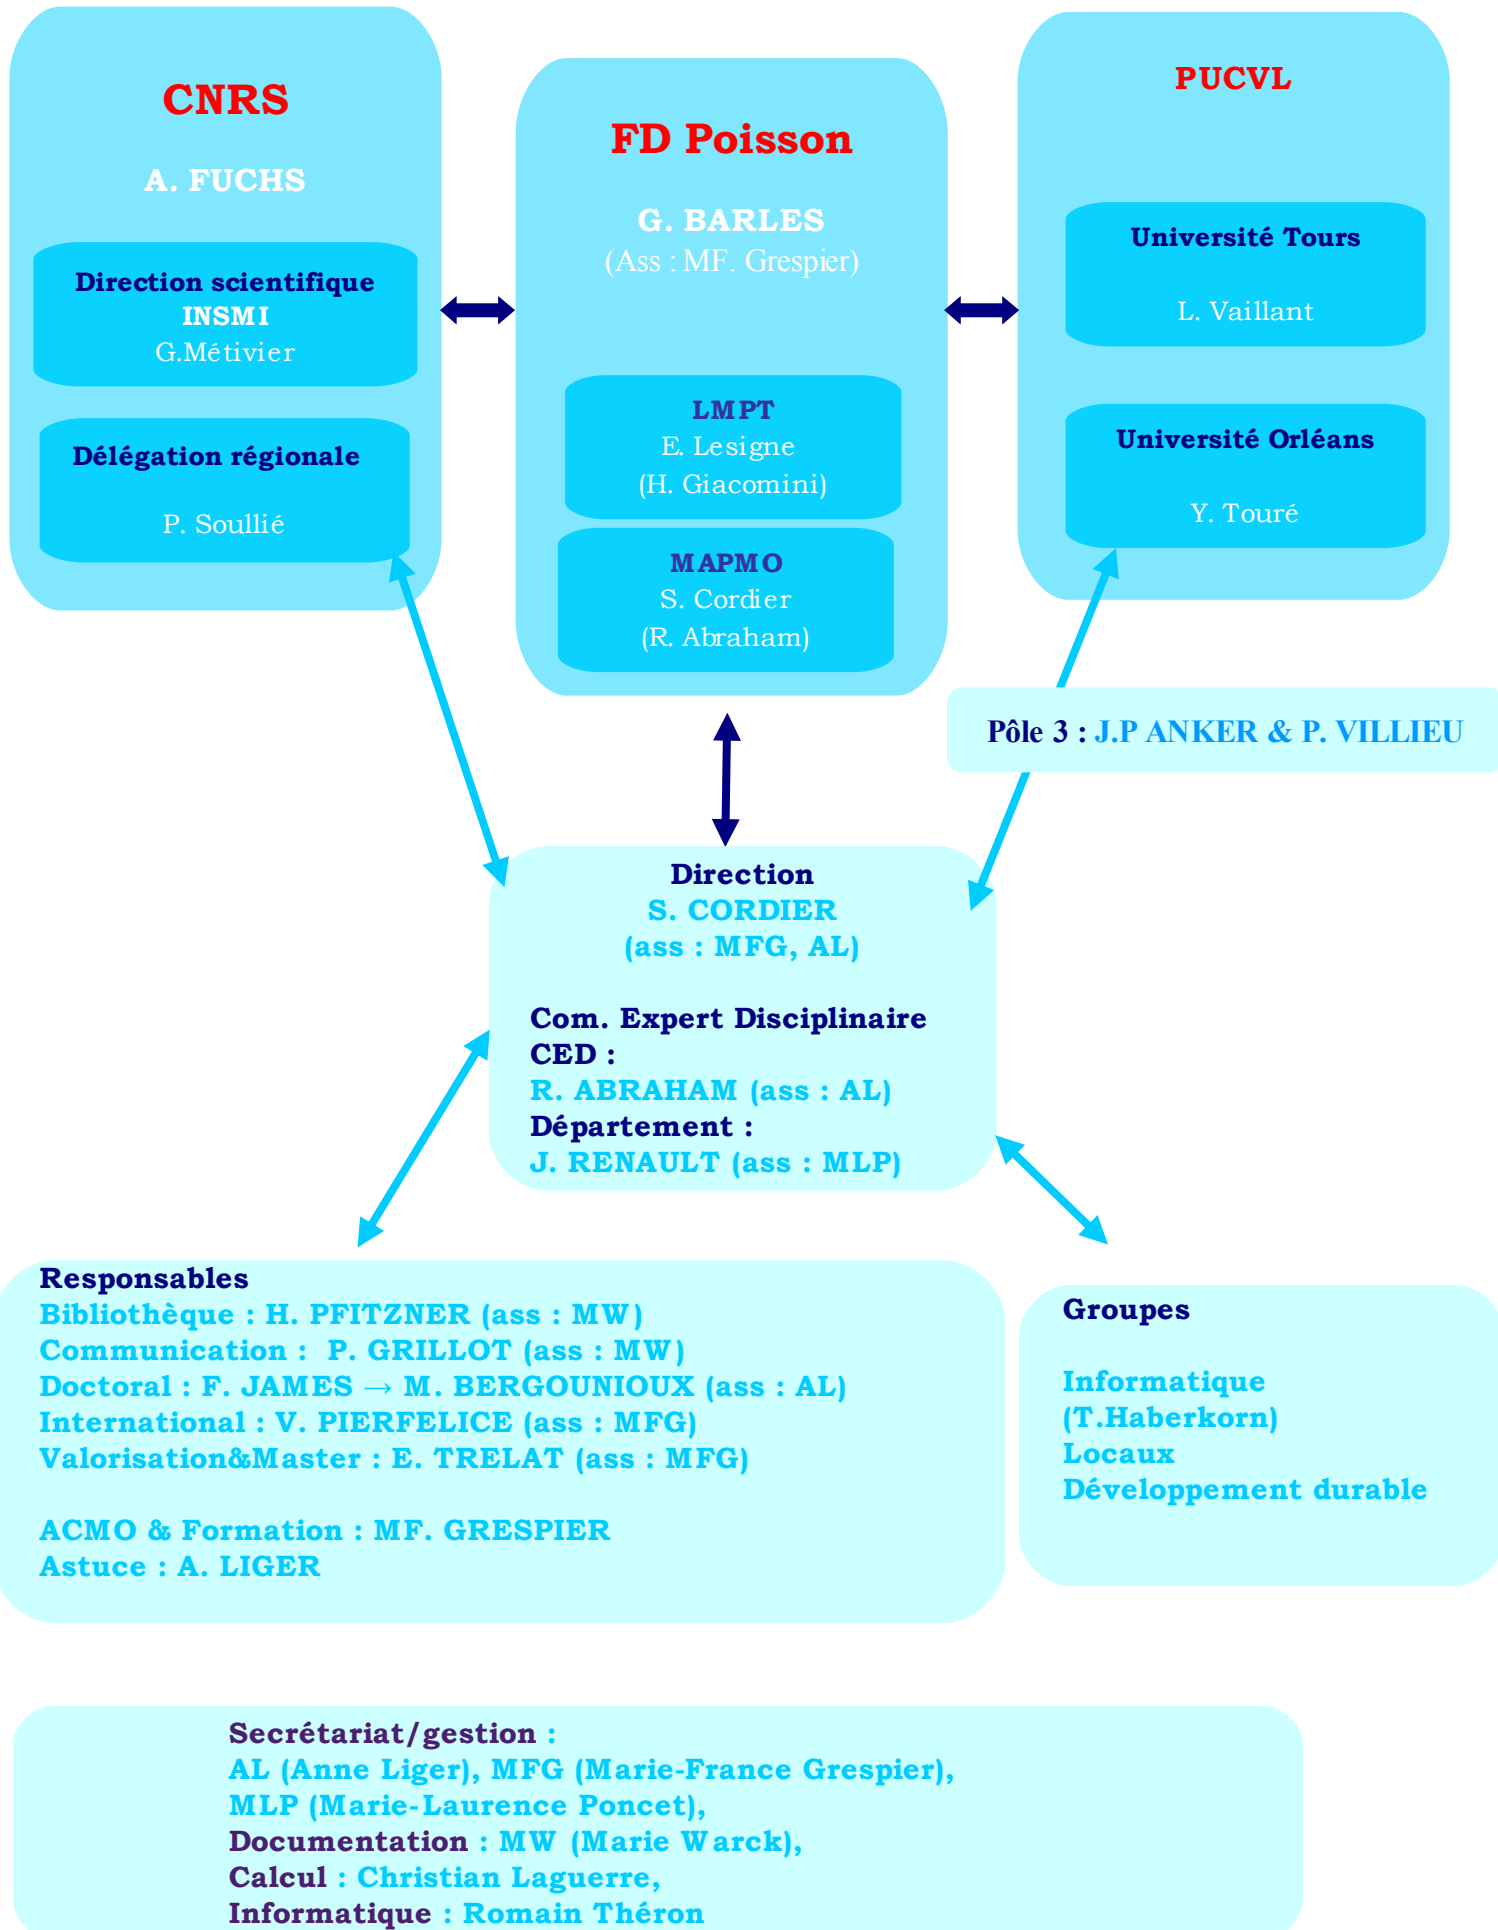 CNRS
A. FUCHS
Direction scientifique
INSMI
G.Métivier
Délégation régionale
P. Soullié
FD Poisson
G. BARLES
(Ass : MF. Grespier)
LMPT
E. Lesigne
(H. Giacomini)
MAPMO
S. Cordier
(R. Abraham)
PUCVL
Université Tours
L. Vaillant
Université Orléans
Y. Touré
Pôle 3 : J.P ANKER & P. VILLIEU
Direction
S. CORDIER
(ass : MFG, AL)
Com. Expert Disciplinaire
CED :
R. ABRAHAM (ass : AL)
Département :
J. RENAULT (ass : MLP)
Responsables
Bibliothèque : H. PFITZNER (ass : MW)
Communication : P. GRILLOT (ass : MW)
Doctoral : F. JAMES → M. BERGOUNIOUX (ass : AL)
International : V. PIERFELICE (ass : MFG)
Valorisation&Master : E. TRELAT (ass : MFG)
ACMO & Formation : MF. GRESPIER
Astuce : A. LIGER
Groupes
Informatique
(T.Haberkorn)
Locaux
Développement durable
Secrétariat/gestion :
AL (Anne Liger), MFG (Marie-France Grespier),
MLP (Marie-Laurence Poncet),
Documentation : MW (Marie Warck),
Calcul : Christian Laguerre,
Informatique : Romain Théron